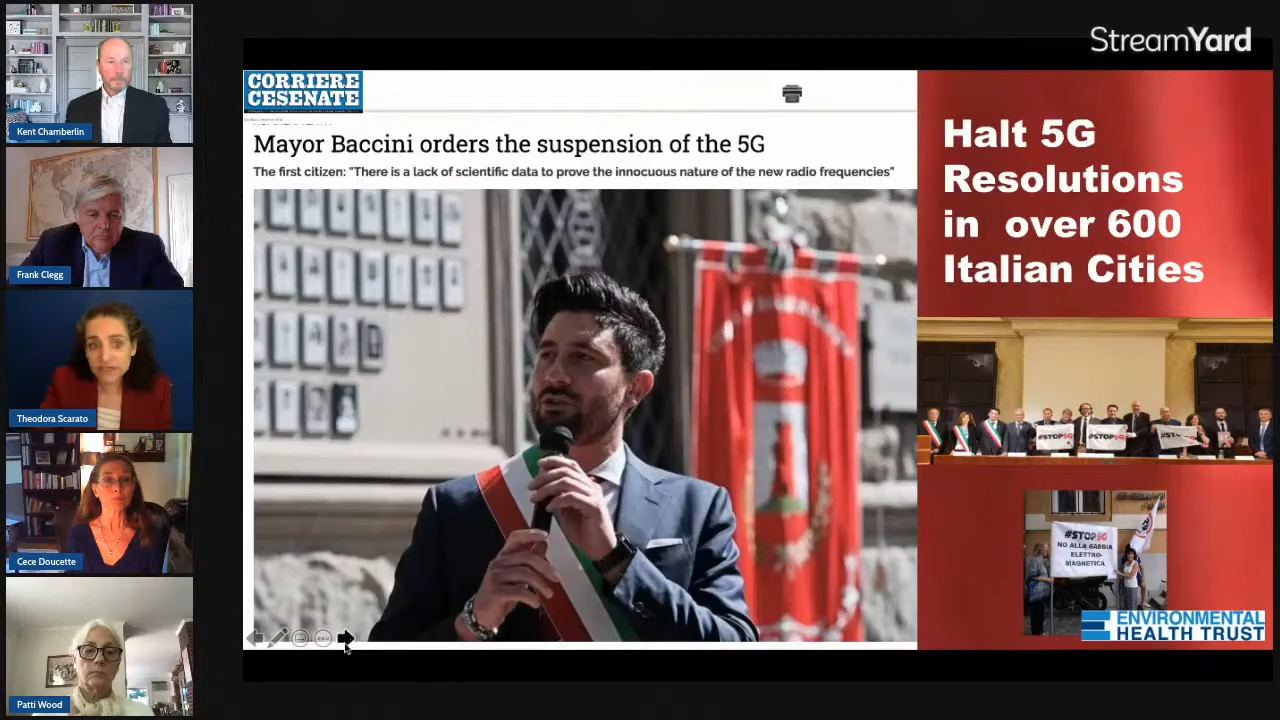 StreamYard
Kent Chamberlin
Frank Clegg
Theodora Scarato
Cece Doucette
Patti Wood
CORRIERE
CESENATE
Mayor Baccini orders the suspension of the 5G
The first citizen: "There is a lack of scientific data to prove the innocuous nature of the new radio frequencies"
Halt 5G
Resolutions
in over 600
Italian Cities
#STOP5G
#STOP5G
#STOP5G
NO ALLA GABBIA
ELETTRO-
MAGNETICA
ENVIRONMENTAL
HEALTH TRUST